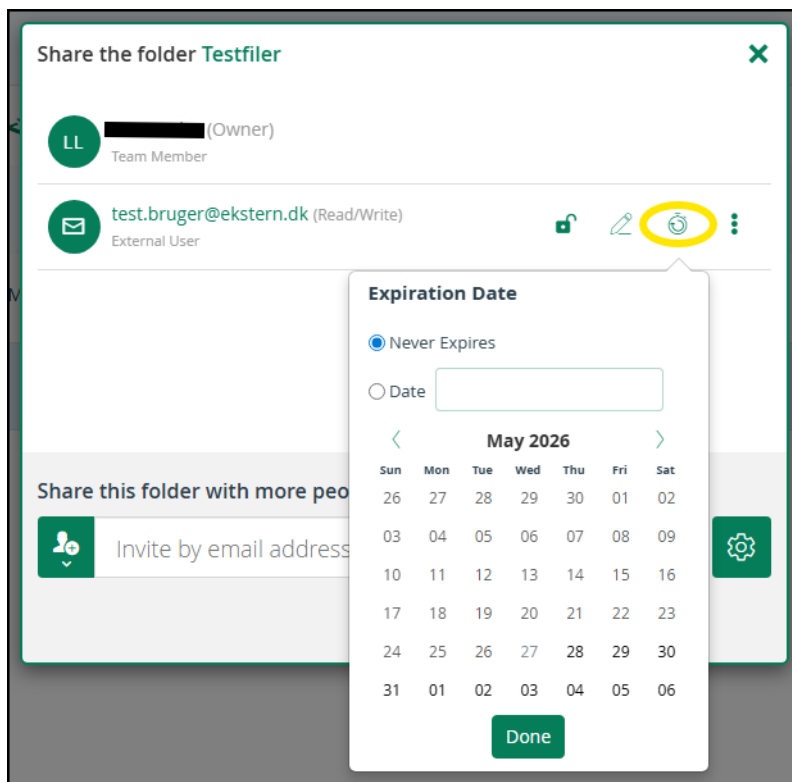 Share the folder Testfiler
LL
(Owner)
Team Member
test.bruger@ekstern.dk (Read/Write)
External User
M
Expiration Date
Never Expires
Date
May 2026
Sun Mon Tue Wed Thu Fri Sat
26 27 28 29 30 01 02
03 04 05 06 07 08 09
10 11 12 13 14 15 16
17 18 19 20 21 22 23
24 25 26 27 28 29 30
31 01 02 03 04 05 06
Done
Share this folder with more peo
Invite by email address